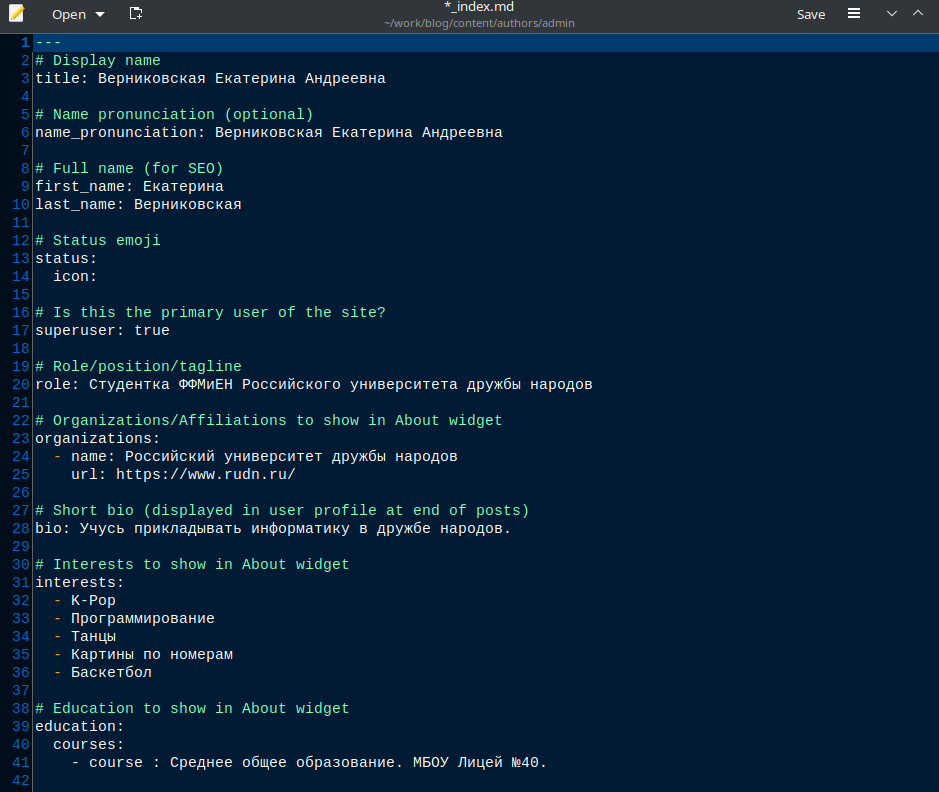 Open
*_index.md
~/work/blog/content/authors/admin
Save
1 ---
2 # Display name
3 title: Верниковская Екатерина Андреевна
4
5 # Name pronunciation (optional)
6 name_pronunciation: Верниковская Екатерина Андреевна
7
8 # Full name (for SEO)
9 first_name: Екатерина
10 last_name: Верниковская
11
12 # Status emoji
13 status:
14   icon:
15
16 # Is this the primary user of the site?
17 superuser: true
18
19 # Role/position/tagline
20 role: Студентка ФФМиЕН Российского университета дружбы народов
21
22 # Organizations/Affiliations to show in About widget
23 organizations:
24   - name: Российский университет дружбы народов
25     url: https://www.rudn.ru/
26
27 # Short bio (displayed in user profile at end of posts)
28 bio: Учусь прикладывать информатику в дружбе народов.
29
30 # Interests to show in About widget
31 interests:
32   - K-Pop
33   - Программирование
34   - Танцы
35   - Картины по номерам
36   - Баскетбол
37
38 # Education to show in About widget
39 education:
40   courses:
41     - course : Среднее общее образование. МБОУ Лицей №40.
42